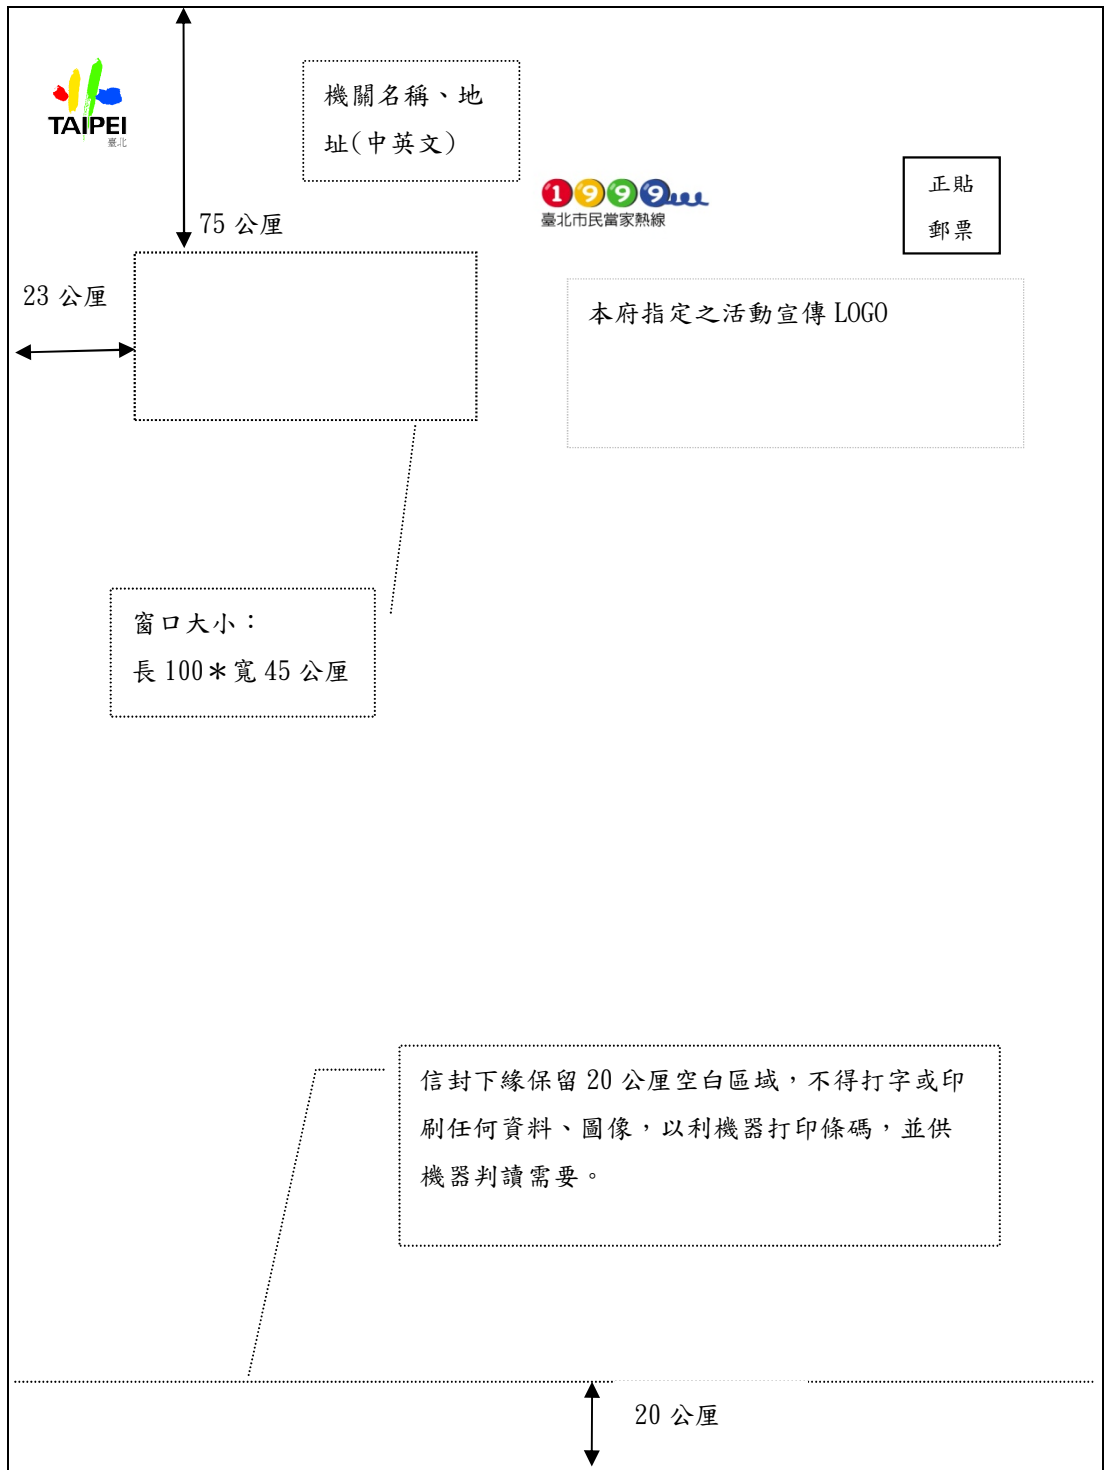 TAIPEI
臺北
機關名稱、地
址(中英文)
1999
臺北市民當家熱線
正貼
郵票
75 公厘
23 公厘
本府指定之活動宣傳 LOGO
窗口大小：
長 100＊寬 45 公厘
信封下緣保留 20 公厘空白區域，不得打字或印
刷任何資料、圖像，以利機器打印條碼，並供
機器判讀需要。
20 公厘